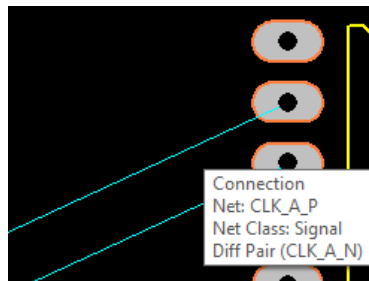 Connection
Net: CLK_A_P
Net Class: Signal
Diff Pair (CLK_A_N)